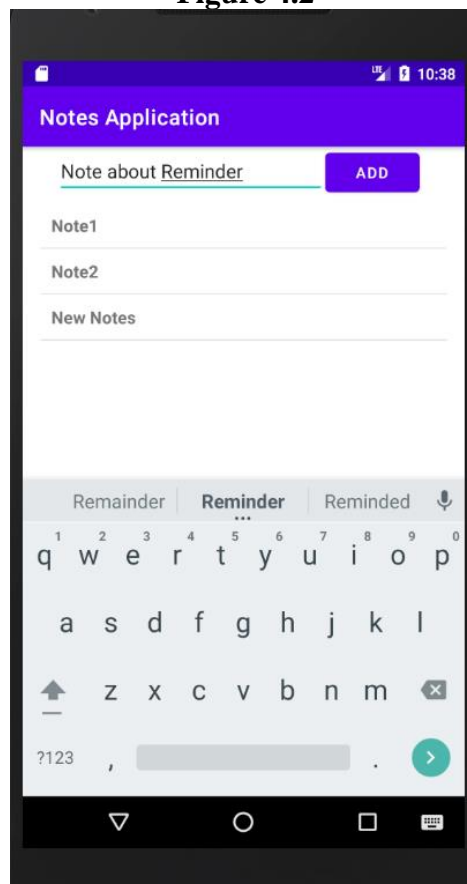 Figure 4.2
LTE 10:38
Notes Application
Note about Reminder ADD
Note1
Note2
New Notes
Remainder Reminder Reminded
1 2 3 4 5 6 7 8 9 0
q w e r t y u i o p
a s d f g h j k l
z x c v b n m
?123 , .